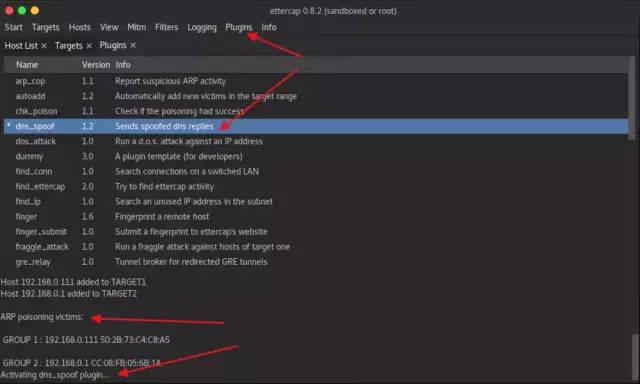 ettercap 0.8.2 (sandboxed or root)
Start Targets Hosts View Mitm Filters Logging Plugins Info
Host List × Targets × Plugins ×
Name Version Info
arp_cop 1.1 Report suspicious ARP activity
autoadd 1.2 Automatically add new victims in the target range
chk_poison 1.1 Check if the poisoning had success
* dns_spoof 1.2 Sends spoofed dns replies
dos_attack 1.0 Run a d.o.s. attack against an IP address
dummy 3.0 A plugin template (for developers)
find_conn 1.0 Search connections on a switched LAN
find_ettercap 2.0 Try to find ettercap activity
find_ip 1.0 Search an unused IP address in the subnet
finger 1.6 Fingerprint a remote host
finger_submit 1.0 Submit a fingerprint to ettercap's website
fraggle_attack 1.0 Run a fraggle attack against hosts of target one
gre_relay 1.0 Tunnel broker for redirected GRE tunnels
Host 192.168.0.111 added to TARGET1
Host 192.168.0.1 added to TARGET2
ARP poisoning victims:
GROUP 1 : 192.168.0.111 50:2B:73:C4:C8:A5
GROUP 2 : 192.168.0.1 CC:08:FB:05:6B:1A
Activating dns_spoof plugin...